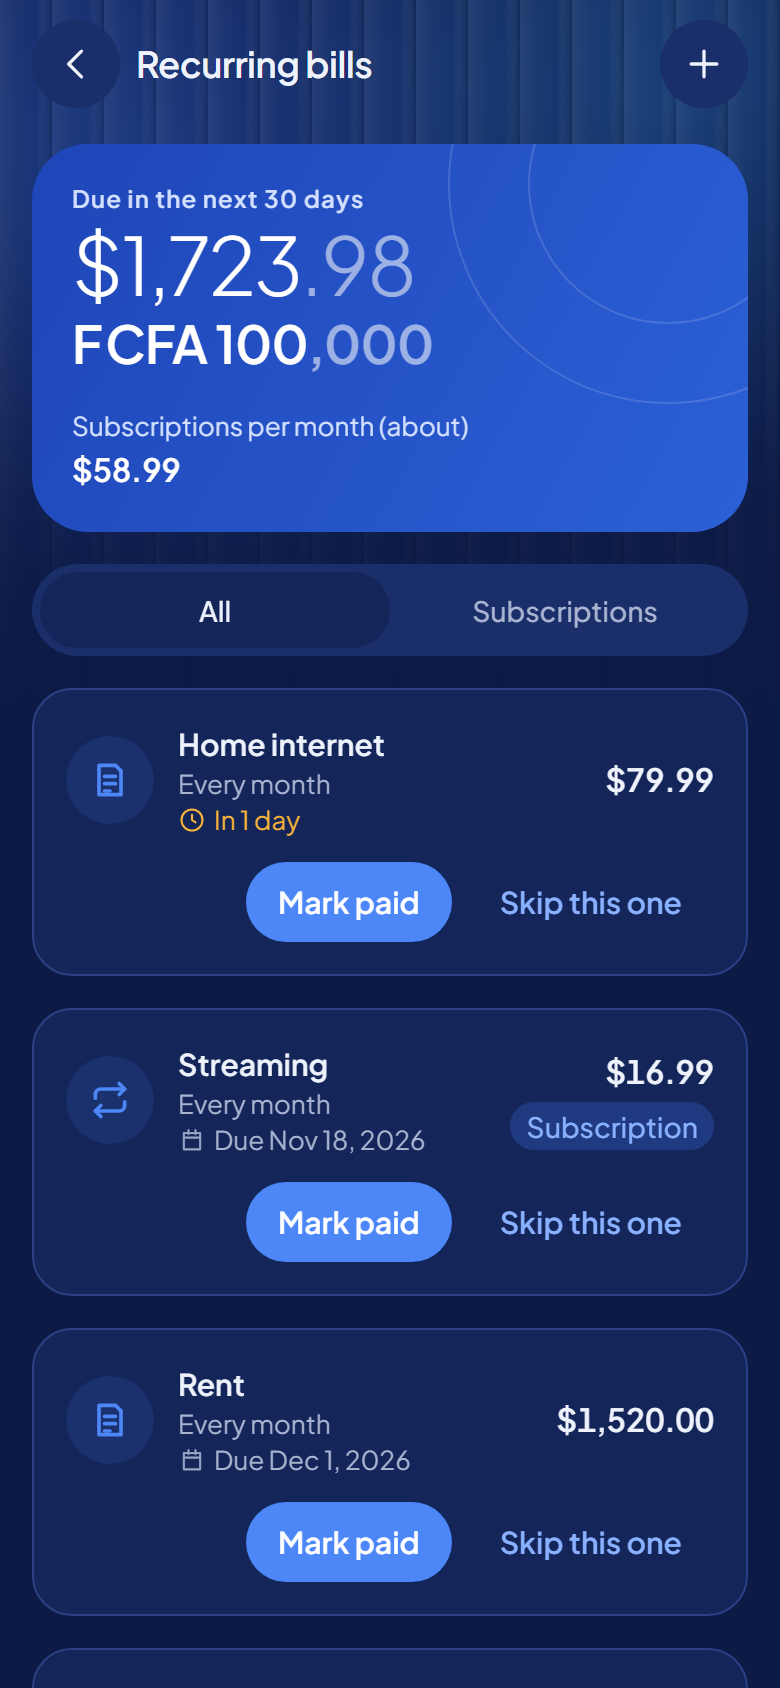 Recurring bills
Due in the next 30 days
$1,723.98
FCFA 100,000
Subscriptions per month (about)
$58.99
All
Subscriptions
Home internet
Every month
In 1 day
$79.99
Mark paid
Skip this one
Streaming
Every month
Due Nov 18, 2026
$16.99
Subscription
Mark paid
Skip this one
Rent
Every month
Due Dec 1, 2026
$1,520.00
Mark paid
Skip this one